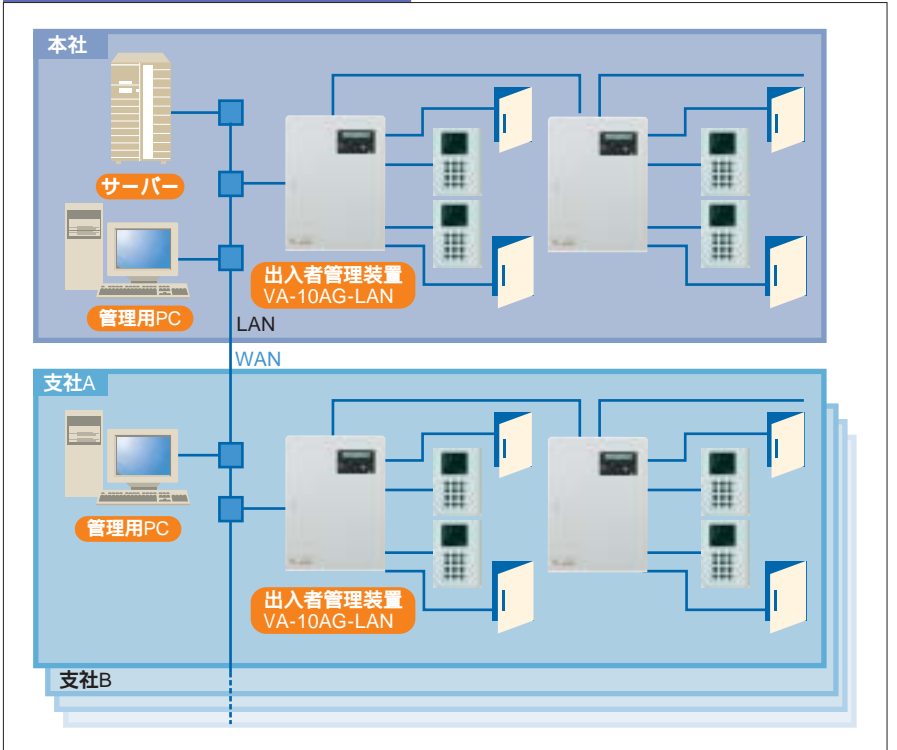 本社
サーバー
管理用PC
出入者管理装置
VA-10AG-LAN
LAN
WAN
支社A
管理用PC
出入者管理装置
VA-10AG-LAN
支社B